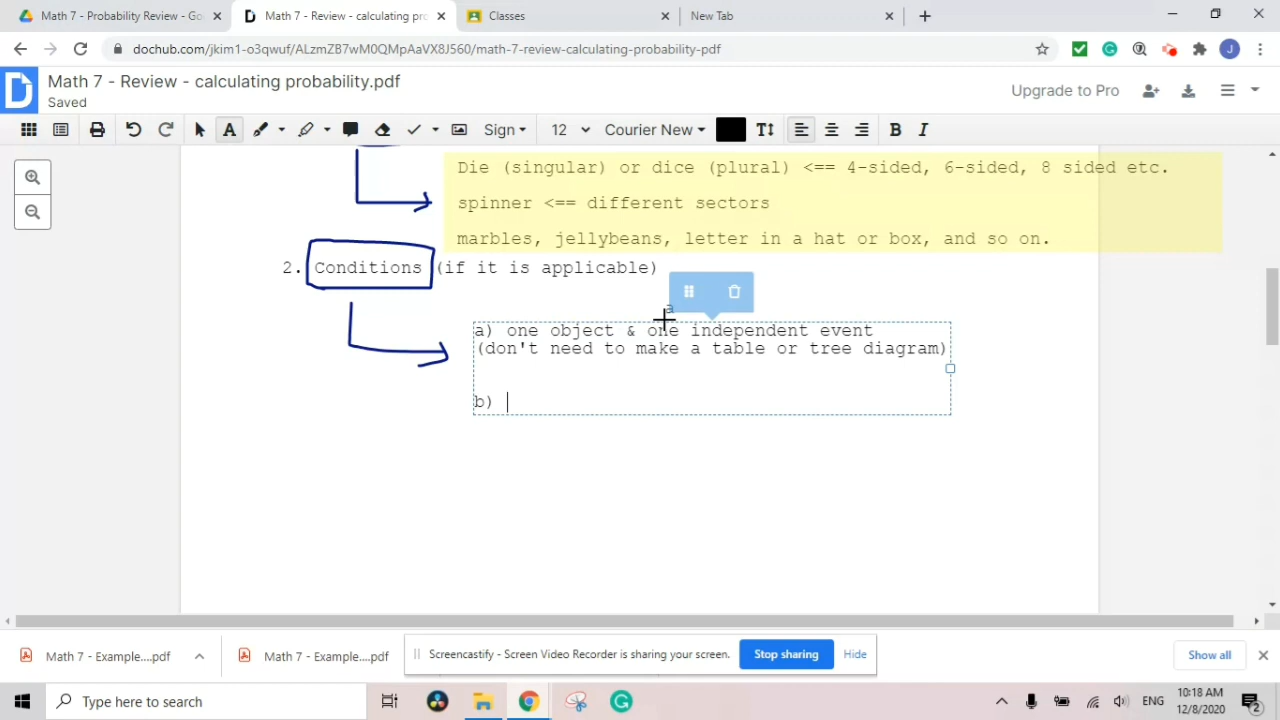 Math 7 - Probability Review - Go
Math 7 - Review - calculating pro
Classes
New Tab
dochub.com/jkim1-o3qwuf/ALzmZB7wM0QMpAaVX8J560/math-7-review-calculating-probability-pdf
J
Math 7 - Review - calculating probability.pdf
Saved
Upgrade to Pro
A
Sign
12
Courier New
B
I
Die (singular) or dice (plural) <== 4-sided, 6-sided, 8 sided etc.
spinner <== different sectors
marbles, jellybeans, letter in a hat or box, and so on.
2. Conditions (if it is applicable)
a
a) one object & one independent event
(don't need to make a table or tree diagram)
b)
Math 7 - Example....pdf
Math 7 - Example....pdf
Screencastify - Screen Video Recorder is sharing your screen.
Stop sharing
Hide
Show all
Type here to search
ENG
10:18 AM
12/8/2020
2